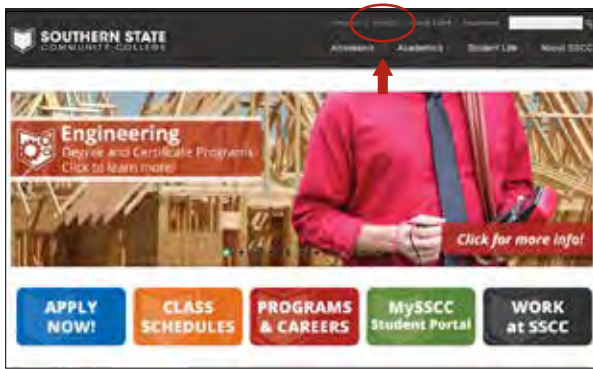 SOUTHERN STATE
COMMUNITY COLLEGE
Admissions Academics Student Life About SSCC
Engineering
Degree and Certificate Programs
Click to learn more!
Click for more info!
APPLY
NOW!
CLASS
SCHEDULES
PROGRAMS
& CAREERS
MySSCC
Student Portal
WORK
at SSCC